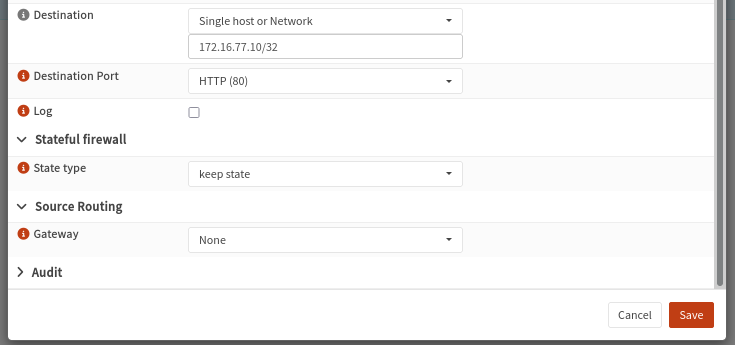 Destination
Single host or Network
172.16.77.10/32
Destination Port
HTTP (80)
Log
Stateful firewall
State type
keep state
Source Routing
Gateway
None
Audit
Cancel
Save